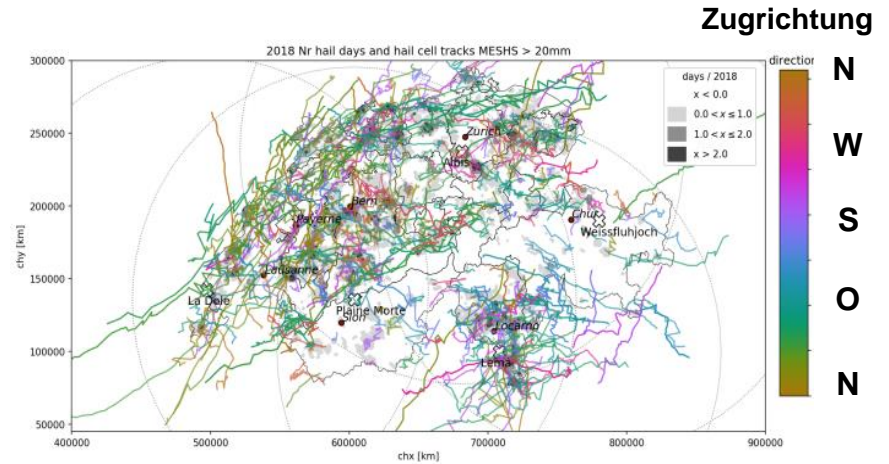 Zugrichtung
2018 Nr hail days and hail cell tracks MESHS > 20mm
direction
N
W
S
O
N
days / 2018
x < 0.0
0.0 < x ≤ 1.0
1.0 < x ≤ 2.0
x > 2.0
300000
250000
200000
150000
100000
50000
chy [km]
Zurich
Albis
Bern
Payerne
Chur
Weissfluhjoch
Lausanne
La Dole
Plaine Morte
Sion
Locarno
Lema
400000 500000 600000 700000 800000 900000
chx [km]